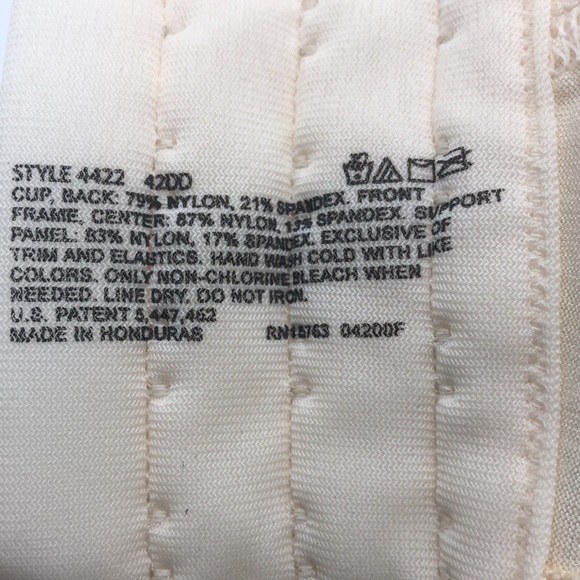 STYLE 4422 42DD
CUP, BACK: 79% NYLON, 21% SPANDEX. FRONT
FRAME, CENTER: 87% NYLON, 13% SPANDEX. SUPPORT
PANEL: 83% NYLON, 17% SPANDEX. EXCLUSIVE OF
TRIM AND ELASTICS. HAND WASH COLD WITH LIKE
COLORS. ONLY NON-CHLORINE BLEACH WHEN
NEEDED. LINE DRY. DO NOT IRON.
U.S. PATENT 5,447,462
MADE IN HONDURAS RN15763 04200F